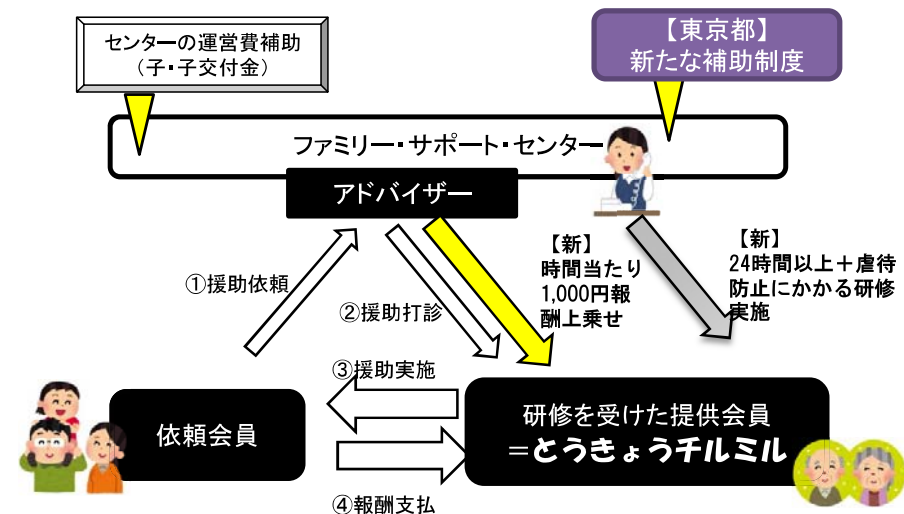 センターの運営費補助
（子・子交付金）
【東京都】
新たな補助制度
ファミリー・サポート・センター
アドバイザー
①援助依頼
②援助打診
【新】
時間当たり
1,000円報
酬上乗せ
【新】
24時間以上＋虐待
防止にかかる研修
実施
③援助実施
依頼会員
研修を受けた提供会員
＝とうきょうチルミル
④報酬支払